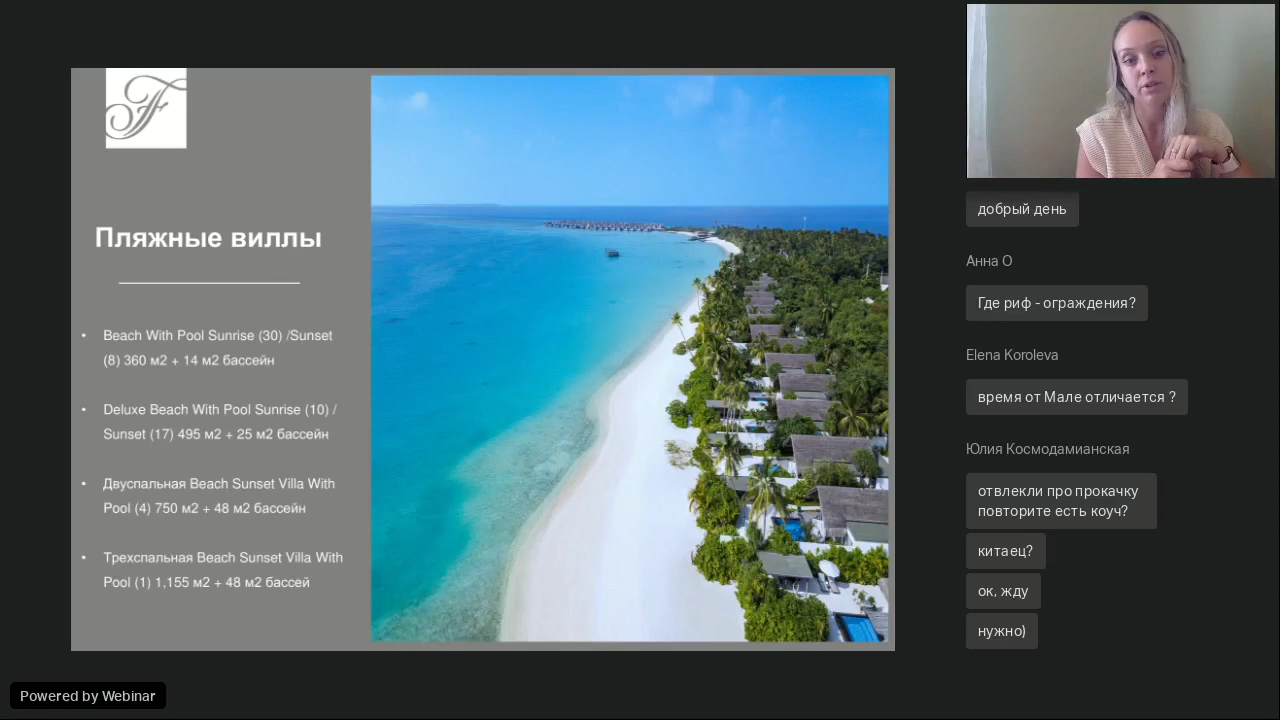 Пляжные виллы
• Beach With Pool Sunrise (30) /Sunset
(8) 360 м2 + 14 м2 бассейн
• Deluxe Beach With Pool Sunrise (10) /
Sunset (17) 495 м2 + 25 м2 бассейн
• Двуспальная Beach Sunset Villa With
Pool (4) 750 м2 + 48 м2 бассейн
• Трехспальная Beach Sunset Villa With
Pool (1) 1,155 м2 + 48 м2 бассей
добрый день
Анна О
Где риф - ограждения?
Elena Koroleva
время от Мале отличается ?
Юлия Космодамианская
отвлекли про прокачку
повторите есть коуч?
китаец?
ок, жду
нужно)
Powered by Webinar